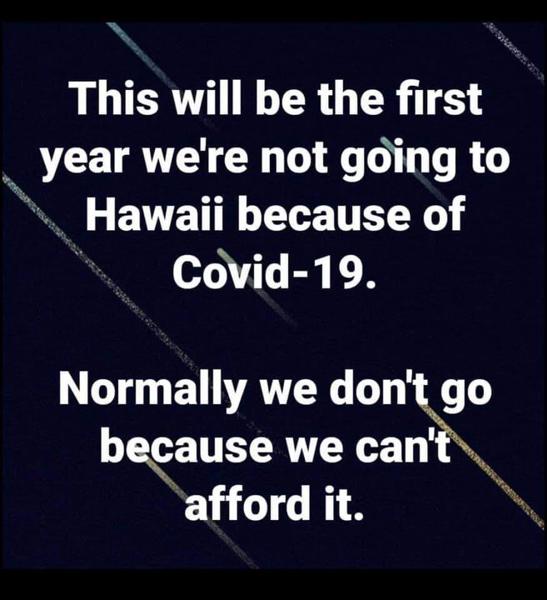 This will be the first
year we're not going to
Hawaii because of
Covid-19.
Normally we don't go
because we can't
afford it.